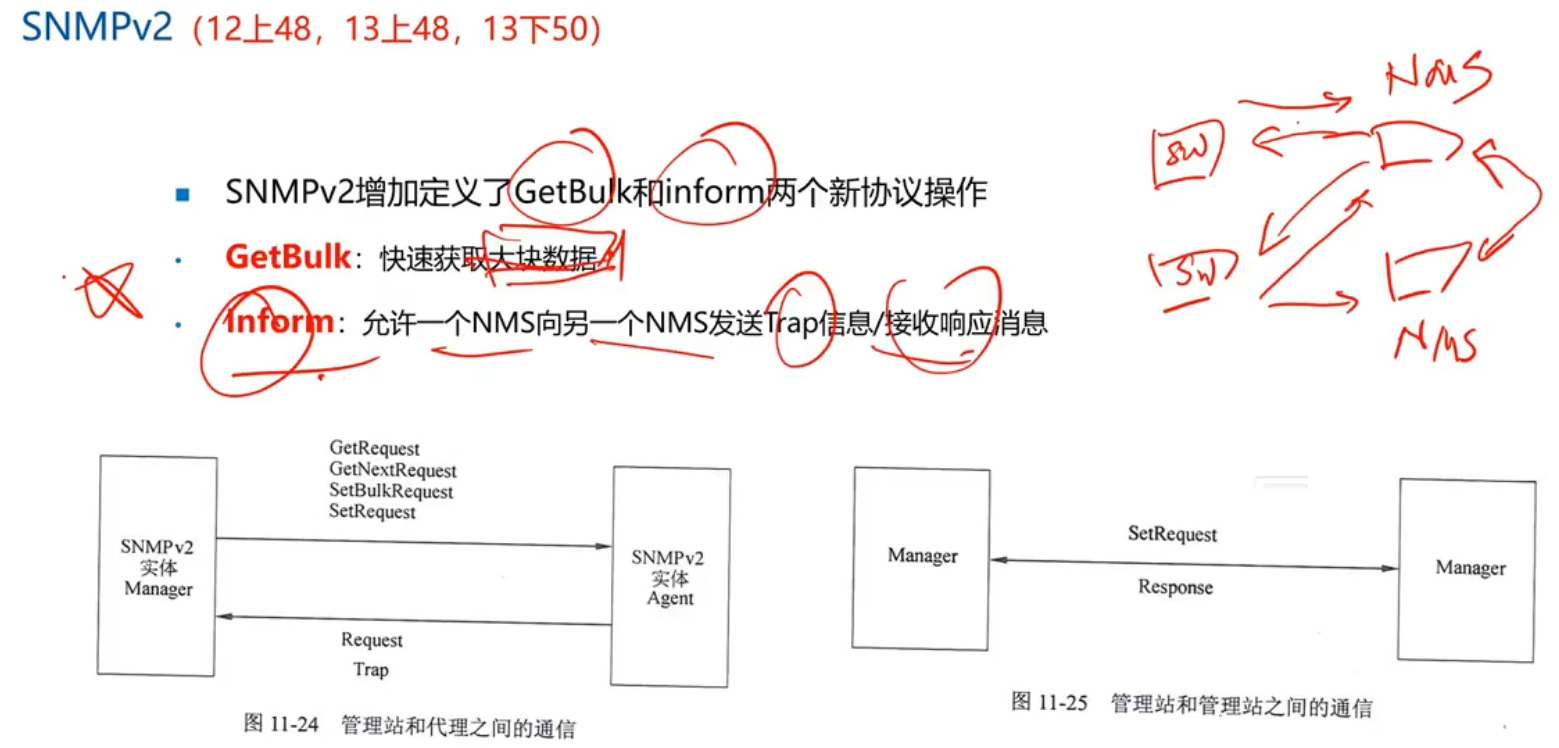 SNMPv2（12上48，13上48，13下50）
NMS
SW
■ SNMPv2增加定义了GetBulk和inform两个新协议操作
• GetBulk：快速获取大块数据
SW
• Inform：允许一个NMS向另一个NMS发送Trap信息/接收响应消息
NMS
GetRequest
GetNextRequest
SetBulkRequest
SetRequest
SNMPv2
实体
Manager
SNMPv2
实体
Agent
Request
Trap
图 11-24 管理站和代理之间的通信
Manager
SetRequest
Response
Manager
图 11-25 管理站和管理站之间的通信